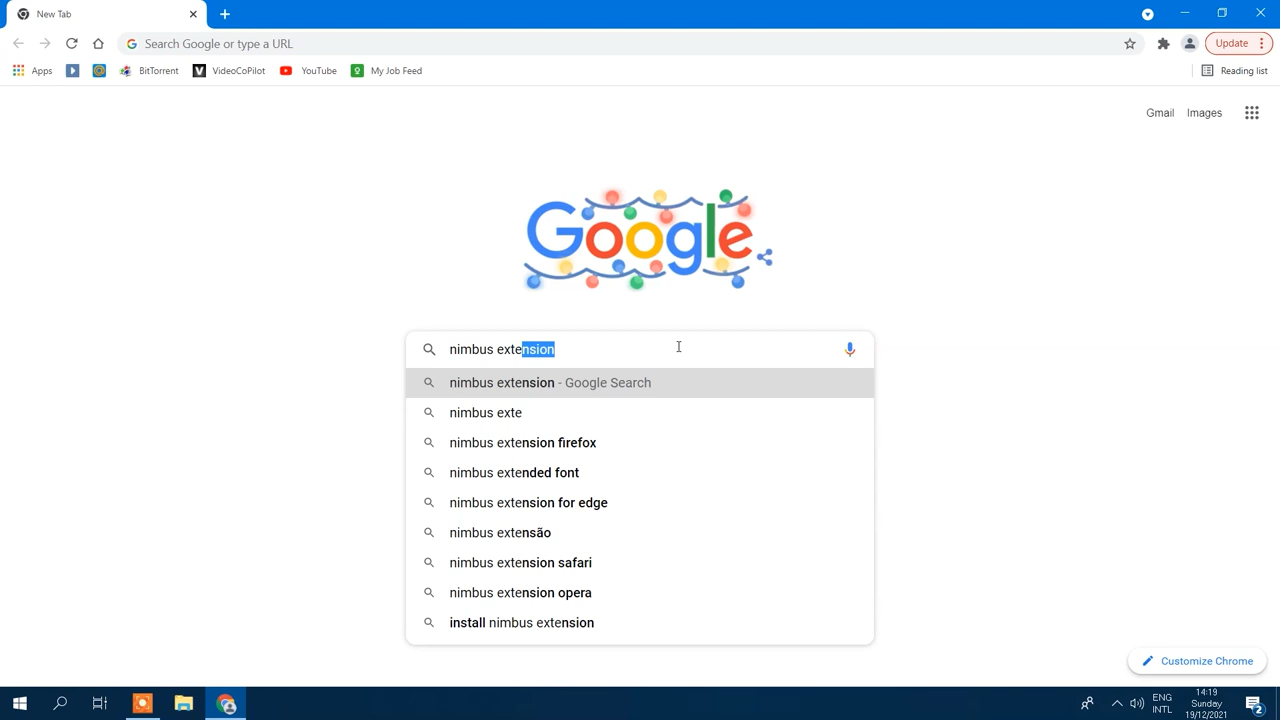 New Tab
Search Google or type a URL
Update
Apps
BitTorrent
VideoCoPilot
YouTube
My Job Feed
Reading list
Gmail
Images
Google
nimbus extension
nimbus extension - Google Search
nimbus exte
nimbus extension firefox
nimbus extended font
nimbus extension for edge
nimbus extensão
nimbus extension safari
nimbus extension opera
install nimbus extension
Customize Chrome
ENG
INTL
14:19
Sunday
19/12/2021
2